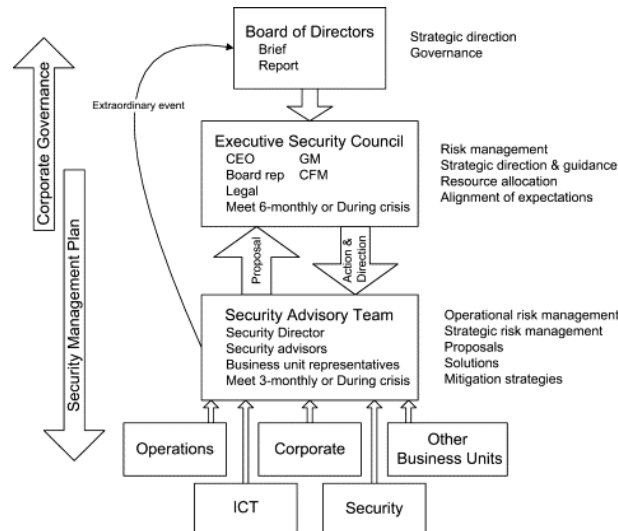 Board of Directors
Brief
Report
Strategic direction
Governance
Extraordinary event
Corporate Governance
Security Management Plan
Executive Security Council
CEO GM
Board rep CFM
Legal
Meet 6-monthly or During crisis
Risk management
Strategic direction & guidance
Resource allocation
Alignment of expectations
Proposal
Action &
Direction
Security Advisory Team
Security Director
Security advisors
Business unit representatives
Meet 3-monthly or During crisis
Operational risk management
Strategic risk management
Proposals
Solutions
Mitigation strategies
Operations
Corporate
Other
Business Units
ICT
Security